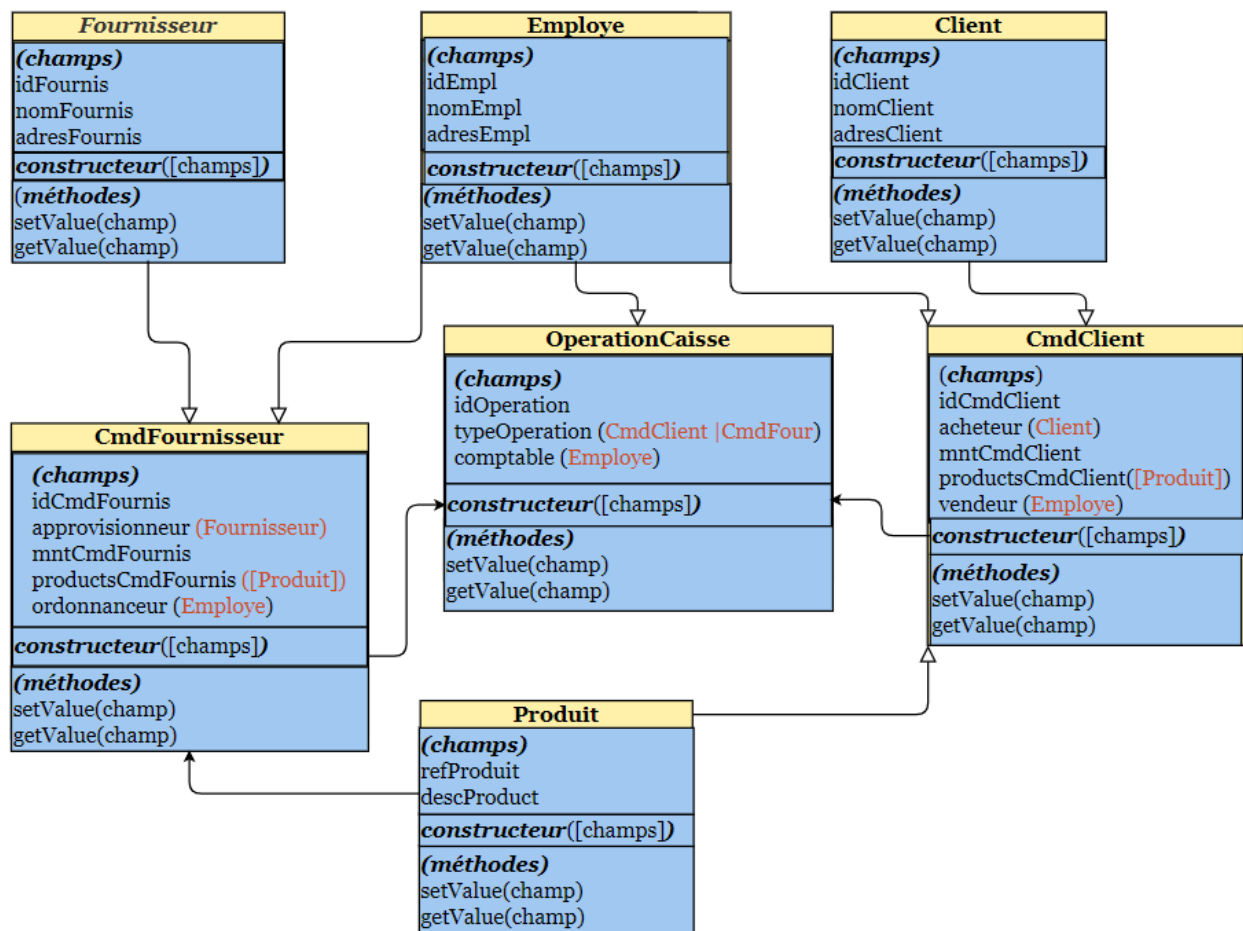 Fournisseur
(champs)
idFournis
nomFournis
adresFournis
constructeur([champs])
(méthodes)
setValue(champ)
getValue(champ)
Employe
(champs)
idEmpl
nomEmpl
adresEmpl
constructeur([champs])
(méthodes)
setValue(champ)
getValue(champ)
Client
(champs)
idClient
nomClient
adresClient
constructeur([champs])
(méthodes)
setValue(champ)
getValue(champ)
CmdFournisseur
(champs)
idCmdFournis
approvisionneur (Fournisseur)
mntCmdFournis
productsCmdFournis ([Produit])
ordonnanceur (Employe)
constructeur([champs])
(méthodes)
setValue(champ)
getValue(champ)
OperationCaisse
(champs)
idOperation
typeOperation (CmdClient |CmdFour)
comptable (Employe)
constructeur([champs])
(méthodes)
setValue(champ)
getValue(champ)
CmdClient
(champs)
idCmdClient
acheteur (Client)
mntCmdClient
productsCmdClient([Produit])
vendeur (Employe)
constructeur([champs])
(méthodes)
setValue(champ)
getValue(champ)
Produit
(champs)
refProduit
descProduct
constructeur([champs])
(méthodes)
setValue(champ)
getValue(champ)